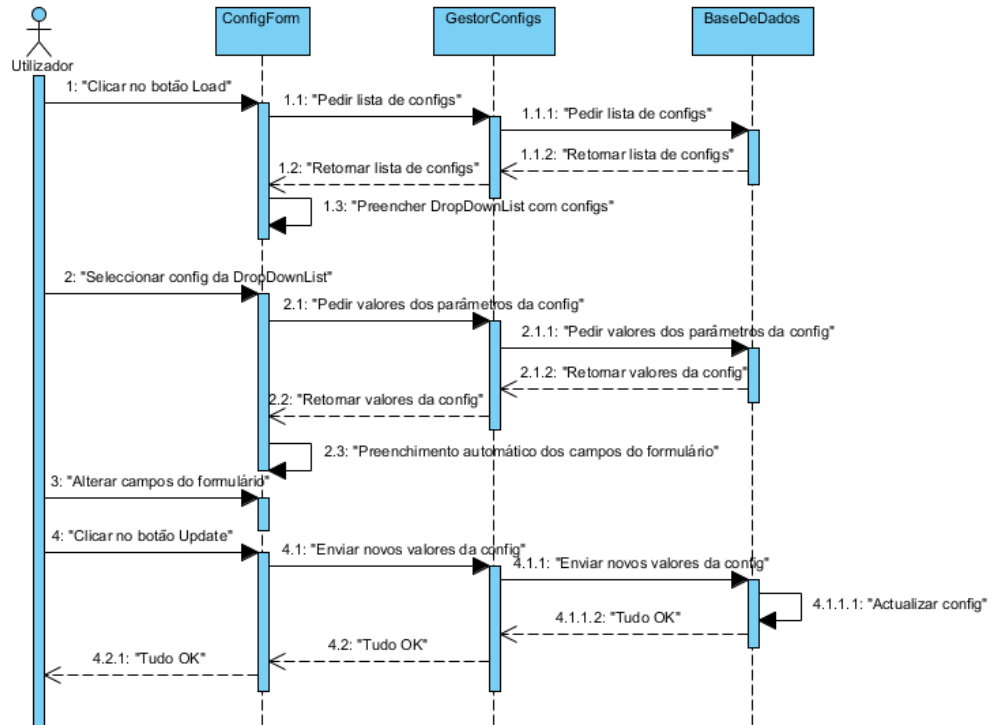 ConfigForm
GestorConfigs
BaseDeDados
Utilizador
1: "Clicar no botão Load"
1.1: "Pedir lista de configs"
1.1.1: "Pedir lista de configs"
1.1.2: "Retornar lista de configs"
1.2: "Retornar lista de configs"
1.3: "Preencher DropDownList com configs"
2: "Seleccionar config da DropDownList"
2.1: "Pedir valores dos parâmetros da config"
2.1.1: "Pedir valores dos parâmetros da config"
2.1.2: "Retornar valores da config"
2.2: "Retornar valores da config"
2.3: "Preenchimento automático dos campos do formulário"
3: "Alterar campos do formulário"
4: "Clicar no botão Update"
4.1: "Enviar novos valores da config"
4.1.1: "Enviar novos valores da config"
4.1.1.1: "Actualizar config"
4.1.1.2: "Tudo OK"
4.2: "Tudo OK"
4.2.1: "Tudo OK"